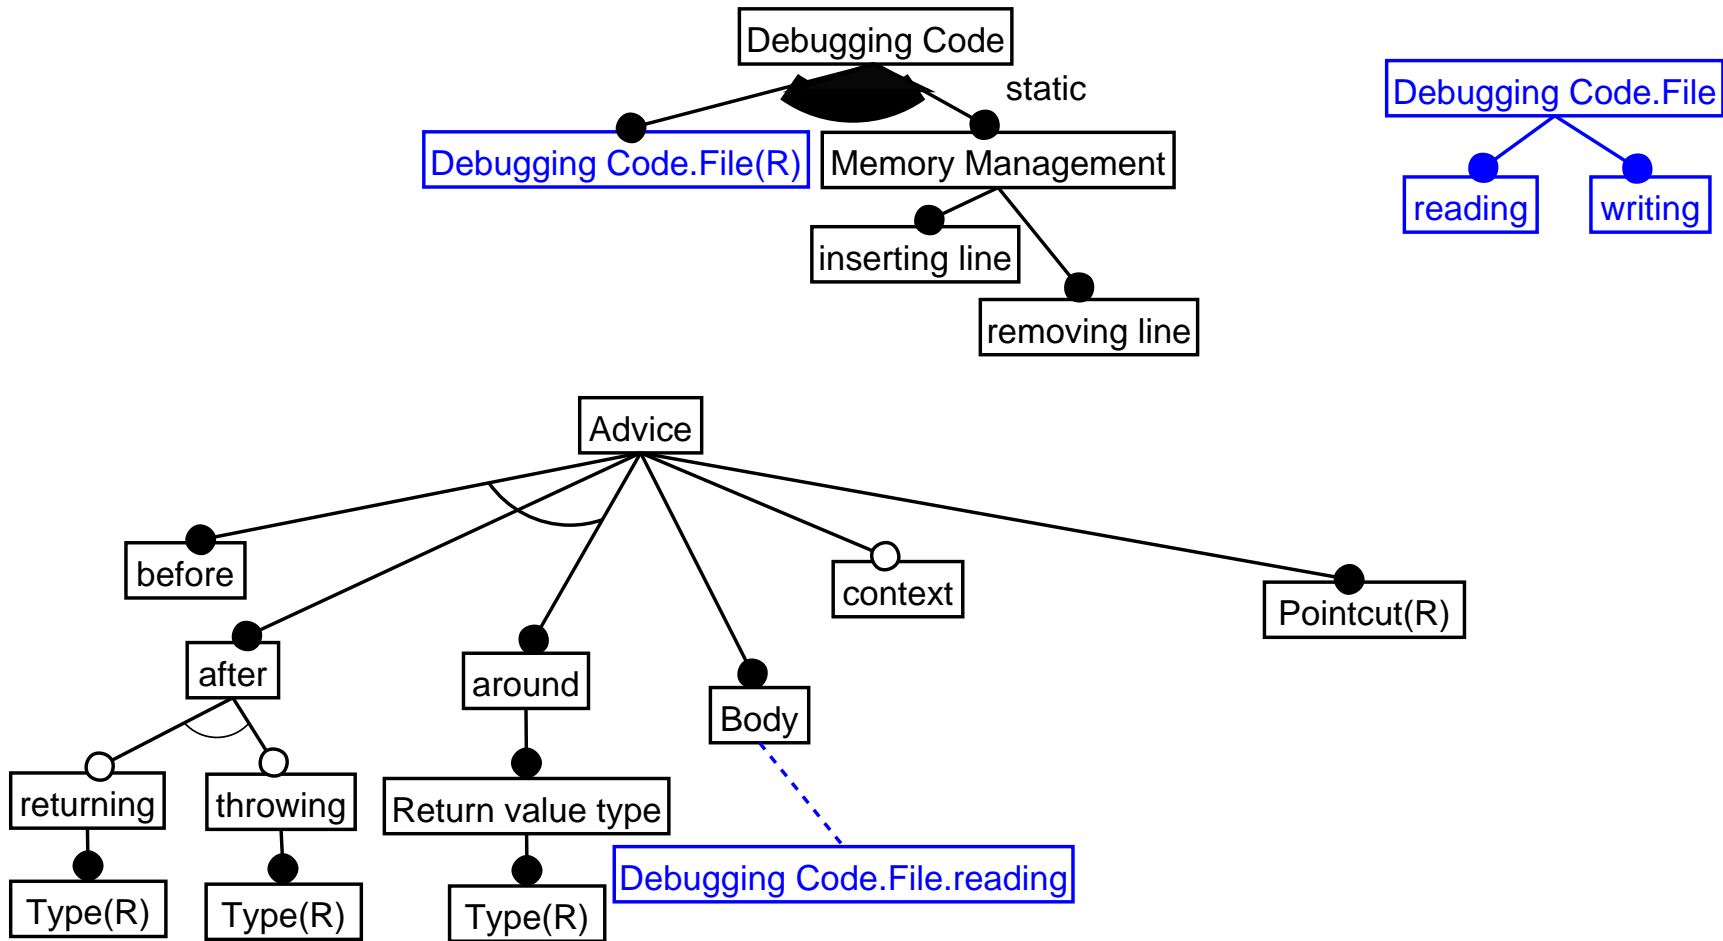 Debugging Code
static
Debugging Code.File
Debugging Code.File(R)
Memory Management
reading
writing
inserting line
removing line
Advice
before
context
Pointcut(R)
after
around
Body
returning
throwing
Return value type
Debugging Code.File.reading
Type(R)
Type(R)
Type(R)